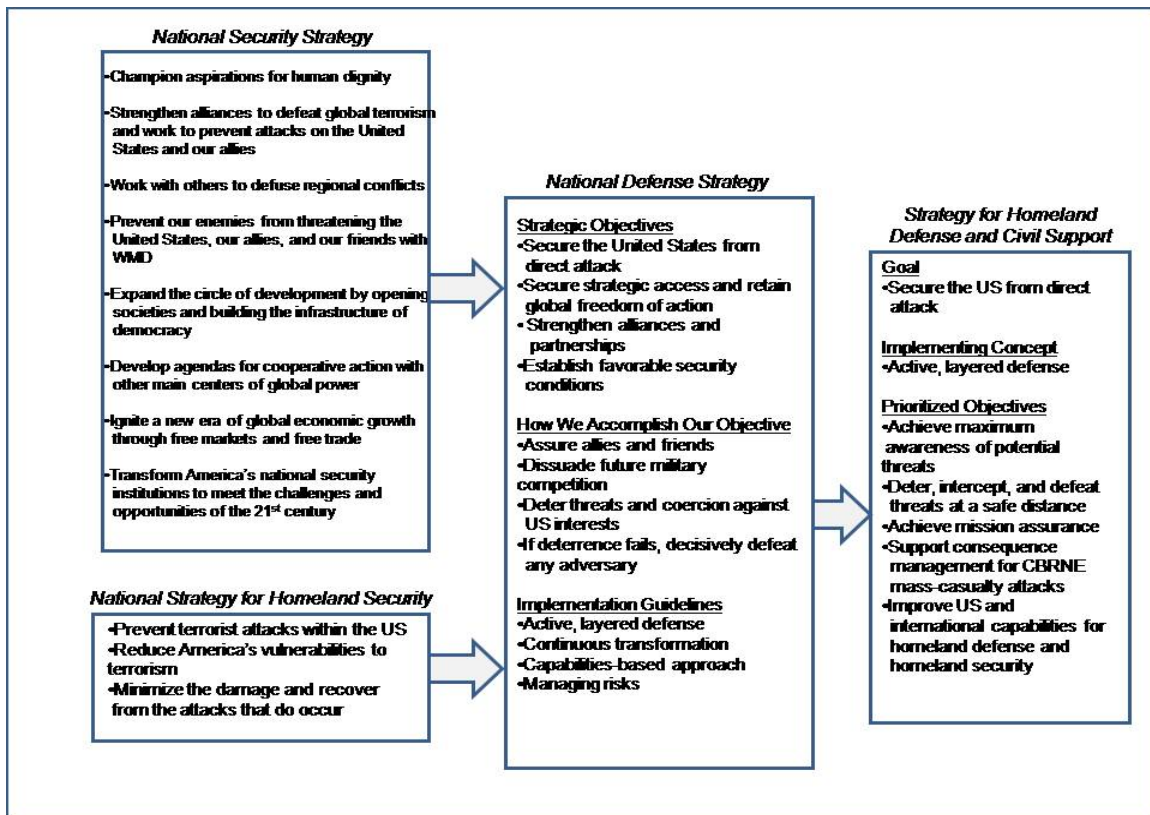 National Security Strategy
•Champion aspirations for human dignity
•Strengthen alliances to defeat global terrorism
and work to prevent attacks on the United
States and our allies
•Work with others to defuse regional conflicts
•Prevent our enemies from threatening the
United States, our allies, and our friends with
WMD
•Expand the circle of development by opening
societies and building the infrastructure of
democracy
•Develop agendas for cooperative action with
other main centers of global power
•Ignite a new era of global economic growth
through free markets and free trade
•Transform America's national security
institutions to meet the challenges and
opportunities of the 21st century
National Strategy for Homeland Security
•Prevent terrorist attacks within the US
•Reduce America's vulnerabilities to
terrorism
•Minimize the damage and recover
from the attacks that do occur
National Defense Strategy
Strategic Objectives
•Secure the United States from
direct attack
•Secure strategic access and retain
global freedom of action
• Strengthen alliances and
partnerships
•Establish favorable security
conditions
How We Accomplish Our Objective
•Assure allies and friends
•Dissuade future military
competition
•Deter threats and coercion against
US interests
•If deterrence fails, decisively defeat
any adversary
Implementation Guidelines
•Active, layered defense
•Continuous transformation
•Capabilities-based approach
•Managing risks
Strategy for Homeland
Defense and Civil Support
Goal
•Secure the US from direct
attack
Implementing Concept
•Active, layered defense
Prioritized Objectives
•Achieve maximum
awareness of potential
threats
•Deter, intercept, and defeat
threats at a safe distance
•Achieve mission assurance
•Support consequence
management for CBRNE
mass-casualty attacks
•Improve US and
international capabilities for
homeland defense and
homeland security